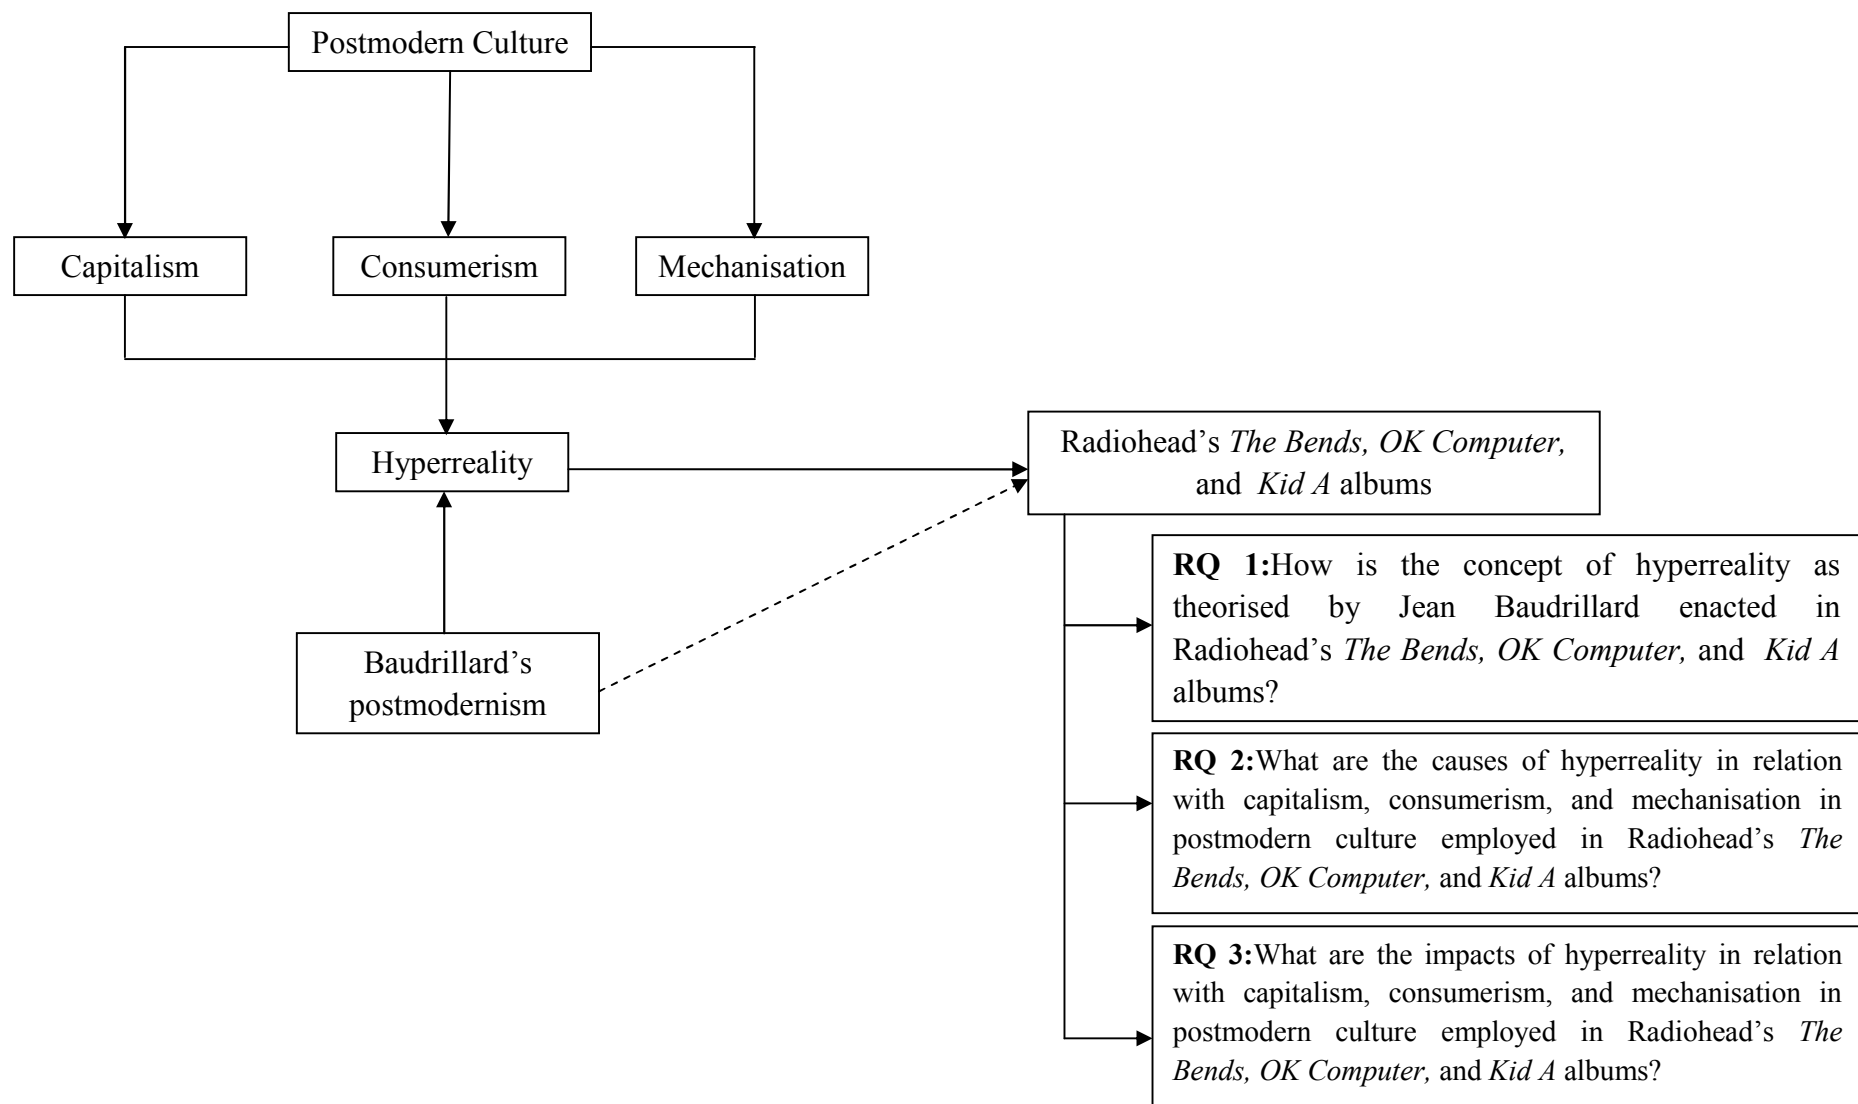 Postmodern Culture
Capitalism
Consumerism
Mechanisation
Hyperreality
Radiohead’s The Bends, OK Computer,
and Kid A albums
Baudrillard’s
postmodernism
RQ 1:How is the concept of hyperreality as
theorised by Jean Baudrillard enacted in
Radiohead’s The Bends, OK Computer, and Kid A
albums?
RQ 2:What are the causes of hyperreality in relation
with capitalism, consumerism, and mechanisation in
postmodern culture employed in Radiohead’s The
Bends, OK Computer, and Kid A albums?
RQ 3:What are the impacts of hyperreality in relation
with capitalism, consumerism, and mechanisation in
postmodern culture employed in Radiohead’s The
Bends, OK Computer, and Kid A albums?